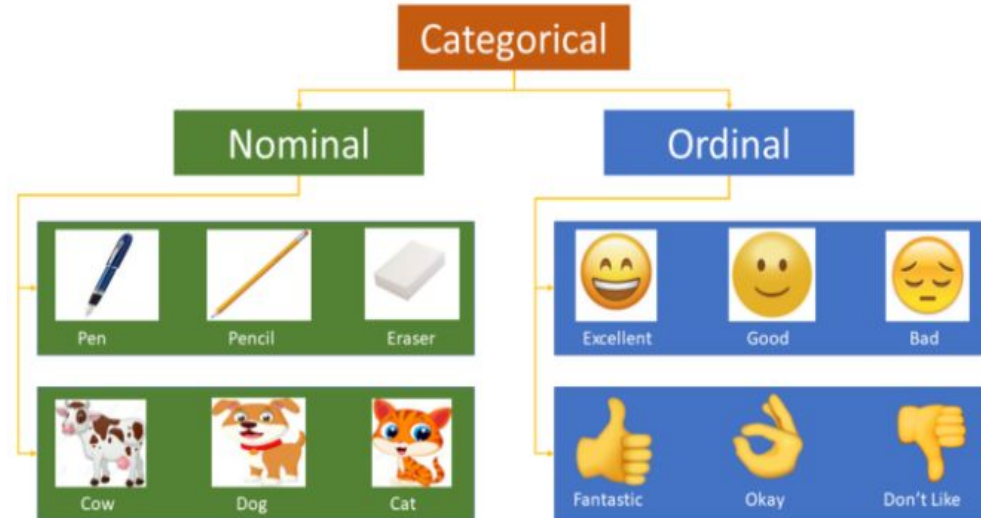 Categorical
Nominal
Ordinal
Pen
Pencil
Eraser
Excellent
Good
Bad
Cow
Dog
Cat
Fantastic
Okay
Don't Like